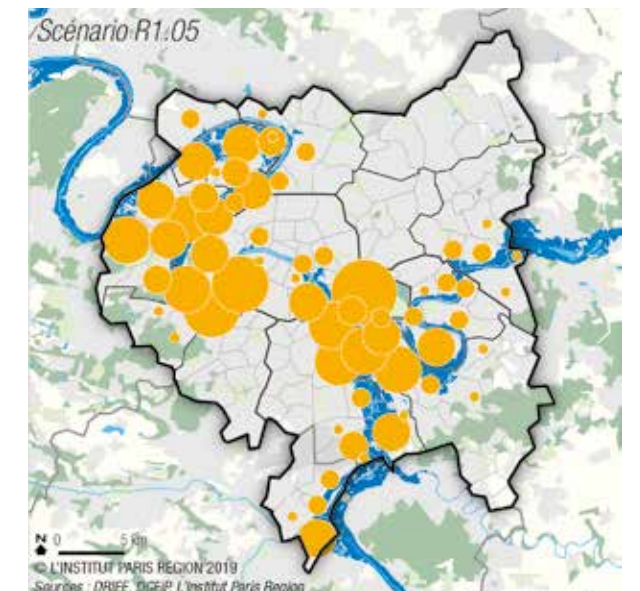 /Scénario R1.05
N 0 5 km
© L'INSTITUT PARIS REGION 2019
Sources : DRIEE, DGFiP, L'Institut Paris Region